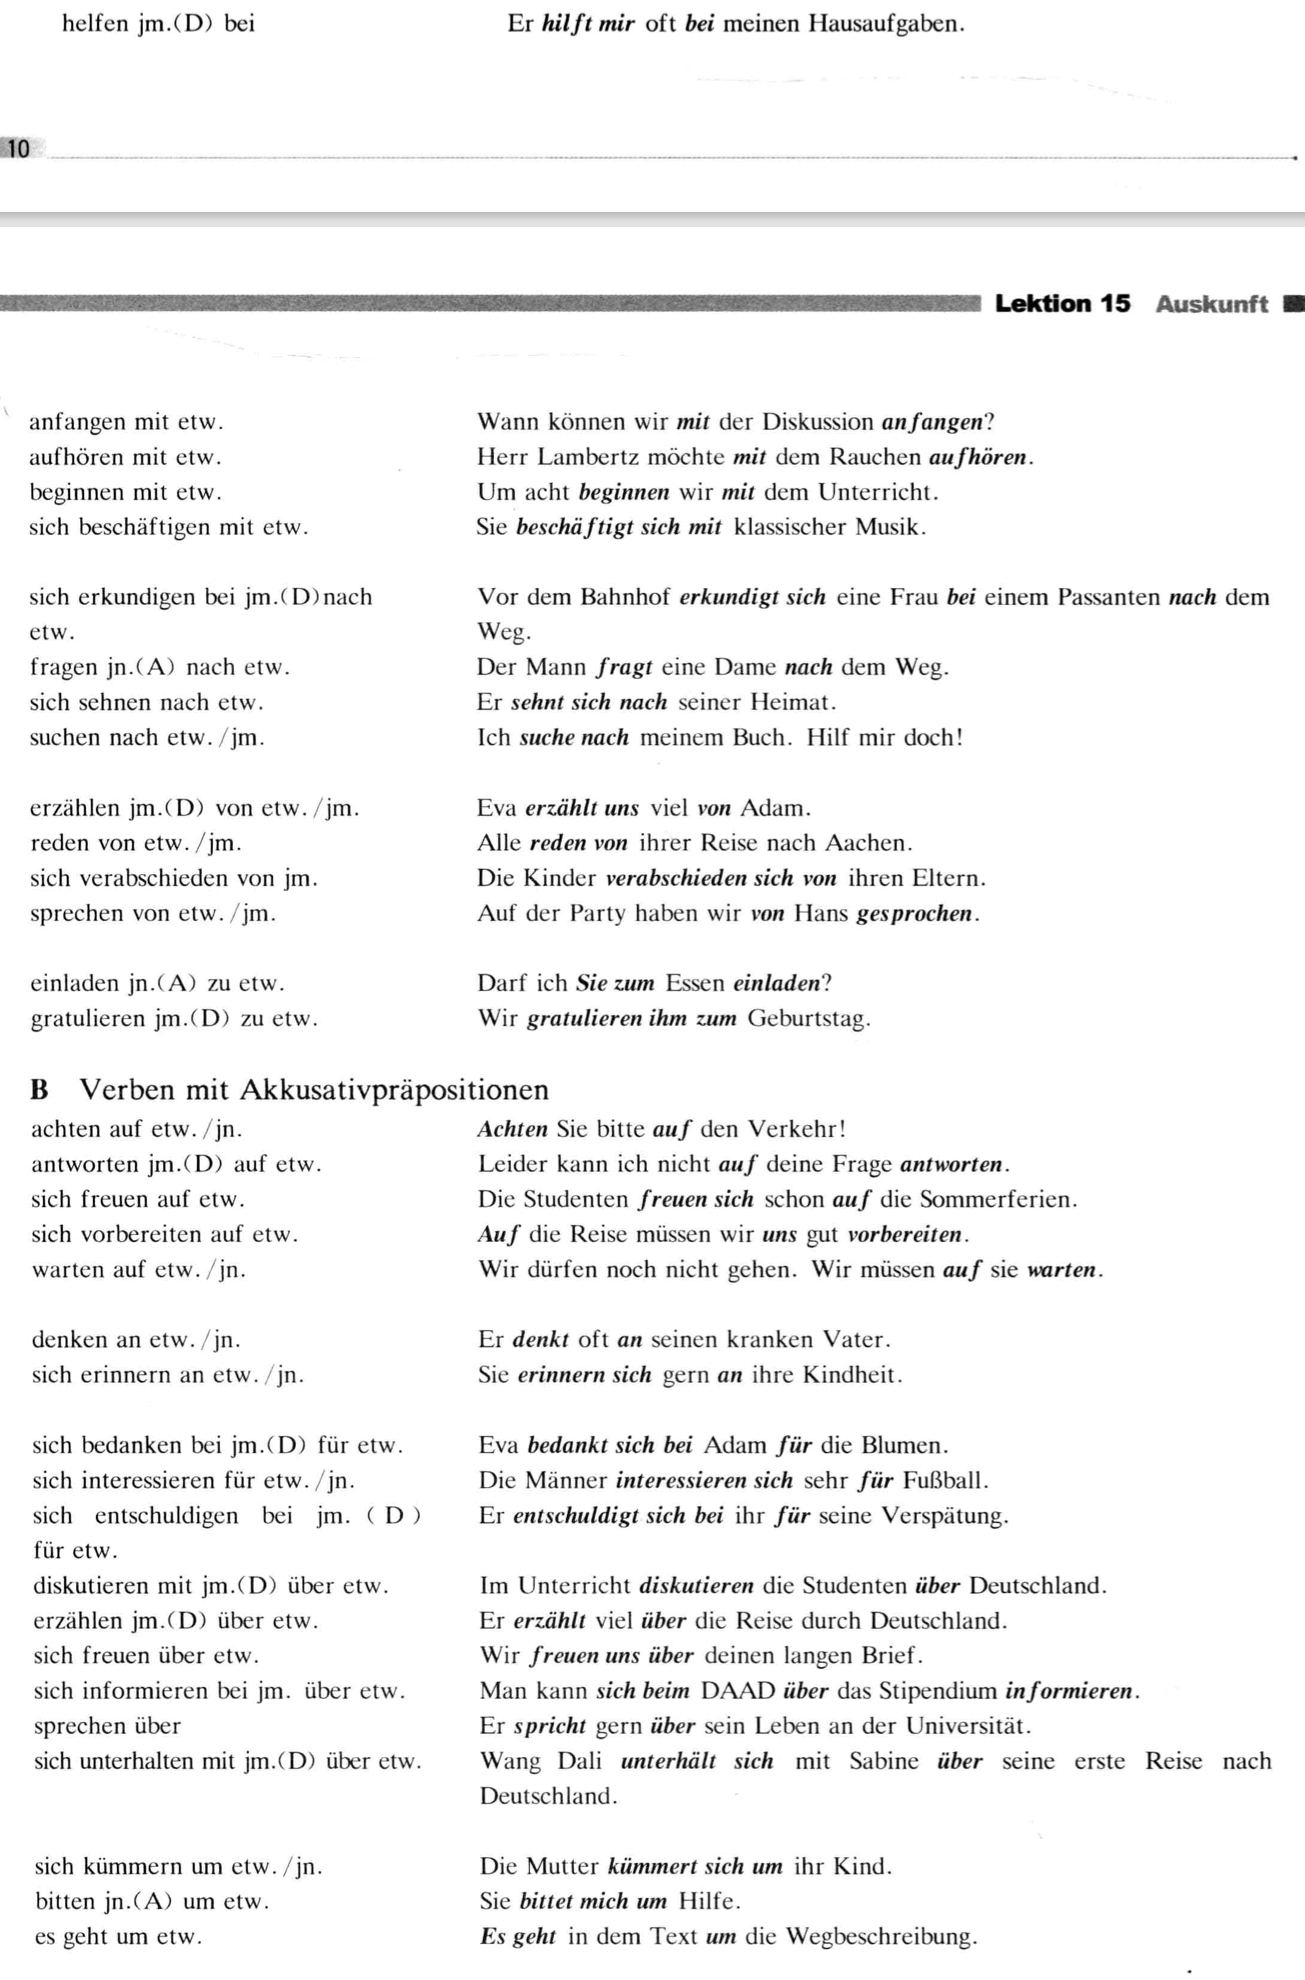 helfen jm.(D) bei Er hilft mir oft bei meinen Hausaufgaben.
10
Lektion 15 Auskunft
anfangen mit etw. Wann können wir mit der Diskussion anfangen?
aufhören mit etw. Herr Lambertz möchte mit dem Rauchen aufhören.
beginnen mit etw. Um acht beginnen wir mit dem Unterricht.
sich beschäftigen mit etw. Sie beschäftigt sich mit klassischer Musik.
sich erkundigen bei jm.(D)nach Vor dem Bahnhof erkundigt sich eine Frau bei einem Passanten nach dem
etw. Weg.
fragen jn.(A) nach etw. Der Mann fragt eine Dame nach dem Weg.
sich sehnen nach etw. Er sehnt sich nach seiner Heimat.
suchen nach etw./jm. Ich suche nach meinem Buch. Hilf mir doch!
erzählen jm.(D) von etw./jm. Eva erzählt uns viel von Adam.
reden von etw./jm. Alle reden von ihrer Reise nach Aachen.
sich verabschieden von jm. Die Kinder verabschieden sich von ihren Eltern.
sprechen von etw./jm. Auf der Party haben wir von Hans gesprochen.
einladen jn.(A) zu etw. Darf ich Sie zum Essen einladen?
gratulieren jm.(D) zu etw. Wir gratulieren ihm zum Geburtstag.
B Verben mit Akkusativpräpositionen
achten auf etw./jn. Achten Sie bitte auf den Verkehr!
antworten jm.(D) auf etw. Leider kann ich nicht auf deine Frage antworten.
sich freuen auf etw. Die Studenten freuen sich schon auf die Sommerferien.
sich vorbereiten auf etw. Auf die Reise müssen wir uns gut vorbereiten.
warten auf etw./jn. Wir dürfen noch nicht gehen. Wir müssen auf sie warten.
denken an etw./jn. Er denkt oft an seinen kranken Vater.
sich erinnern an etw./jn. Sie erinnern sich gern an ihre Kindheit.
sich bedanken bei jm.(D) für etw. Eva bedankt sich bei Adam für die Blumen.
sich interessieren für etw./jn. Die Männer interessieren sich sehr für Fußball.
sich entschuldigen bei jm. (D) Er entschuldigt sich bei ihr für seine Verspätung.
für etw.
diskutieren mit jm.(D) über etw. Im Unterricht diskutieren die Studenten über Deutschland.
erzählen jm.(D) über etw. Er erzählt viel über die Reise durch Deutschland.
sich freuen über etw. Wir freuen uns über deinen langen Brief.
sich informieren bei jm. über etw. Man kann sich beim DAAD über das Stipendium informieren.
sprechen über Er spricht gern über sein Leben an der Universität.
sich unterhalten mit jm.(D) über etw. Wang Dali unterhält sich mit Sabine über seine erste Reise nach
Deutschland.
sich kümmern um etw./jn. Die Mutter kümmert sich um ihr Kind.
bitten jn.(A) um etw. Sie bittet mich um Hilfe.
es geht um etw. Es geht in dem Text um die Wegbeschreibung.